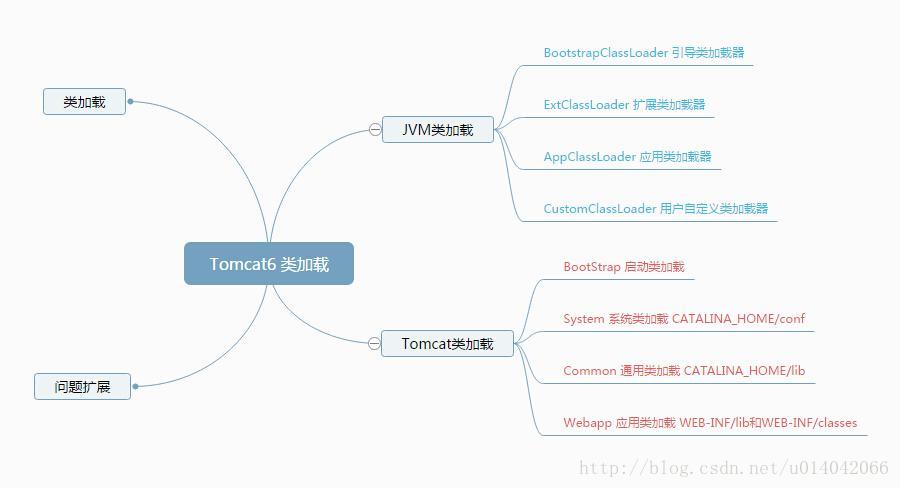 类加载
Tomcat6 类加载
问题扩展
JVM类加载
BootstrapClassLoader 引导类加载器
ExtClassLoader 扩展类加载器
AppClassLoader 应用类加载器
CustomClassLoader 用户自定义类加载器
Tomcat类加载
BootStrap 启动类加载
System 系统类加载 CATALINA_HOME/conf
Common 通用类加载 CATALINA_HOME/lib
Webapp 应用类加载 WEB-INF/lib和WEB-INF/classes
http://blog.csdn.net/u014042066